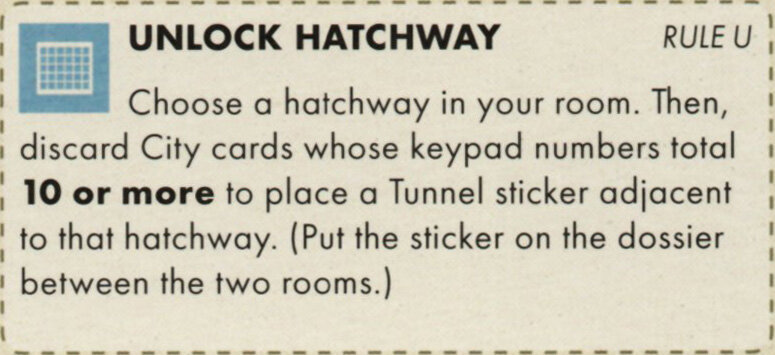 UNLOCK HATCHWAY RULE U
Choose a hatchway in your room. Then,
discard City cards whose keypad numbers total
10 or more to place a Tunnel sticker adjacent
to that hatchway. (Put the sticker on the dossier
between the two rooms.)